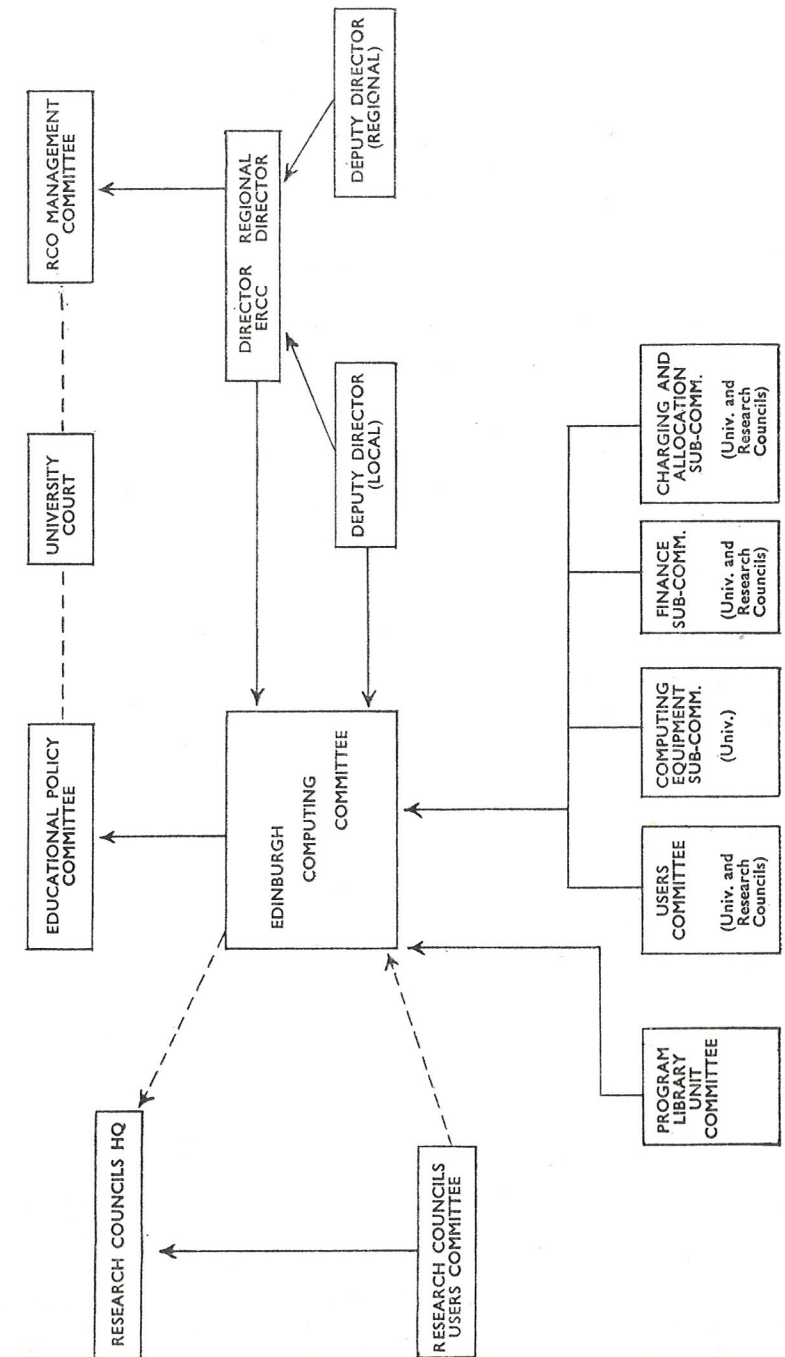 RESEARCH COUNCILS HQ
EDUCATIONAL POLICY
COMMITTEE
UNIVERSITY
COURT
RCO MANAGEMENT
COMMITTEE
EDINBURGH
COMPUTING
COMMITTEE
DIRECTOR
ERCC
REGIONAL
DIRECTOR
RESEARCH COUNCILS
USERS COMMITTEE
DEPUTY DIRECTOR
(LOCAL)
DEPUTY DIRECTOR
(REGIONAL)
PROGRAM
LIBRARY
UNIT
COMMITTEE
USERS
COMMITTEE
(Univ. and
Research
Councils)
COMPUTING
EQUIPMENT
SUB-COMM.
(Univ.)
FINANCE
SUB-COMM.
(Univ. and
Research
Councils)
CHARGING AND
ALLOCATION
SUB-COMM.
(Univ. and
Research
Councils)